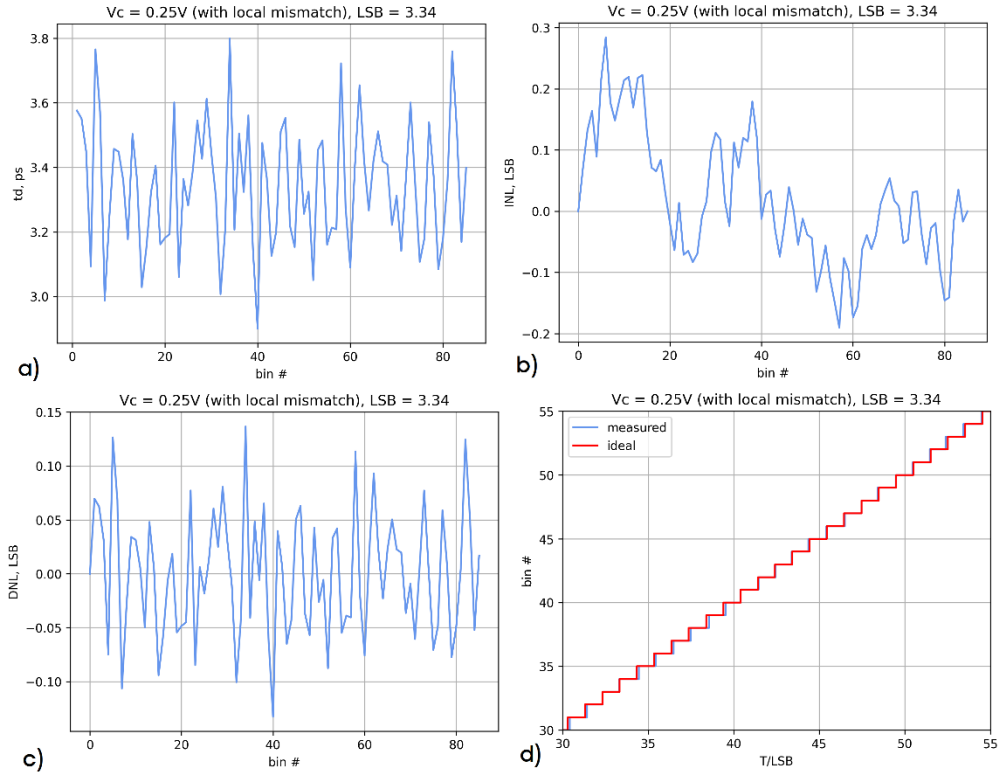 Vc = 0.25V (with local mismatch), LSB = 3.34
3.8
3.6
3.4
3.2
3.0
td, ps
0 20 40 60 80
bin #
a)
Vc = 0.25V (with local mismatch), LSB = 3.34
0.3
0.2
0.1
0.0
−0.1
−0.2
INL, LSB
0 20 40 60 80
bin #
b)
Vc = 0.25V (with local mismatch), LSB = 3.34
0.15
0.10
0.05
0.00
−0.05
−0.10
DNL, LSB
0 20 40 60 80
bin #
c)
Vc = 0.25V (with local mismatch), LSB = 3.34
measured
ideal
55
50
45
40
35
30
bin #
30 35 40 45 50 55
T/LSB
d)